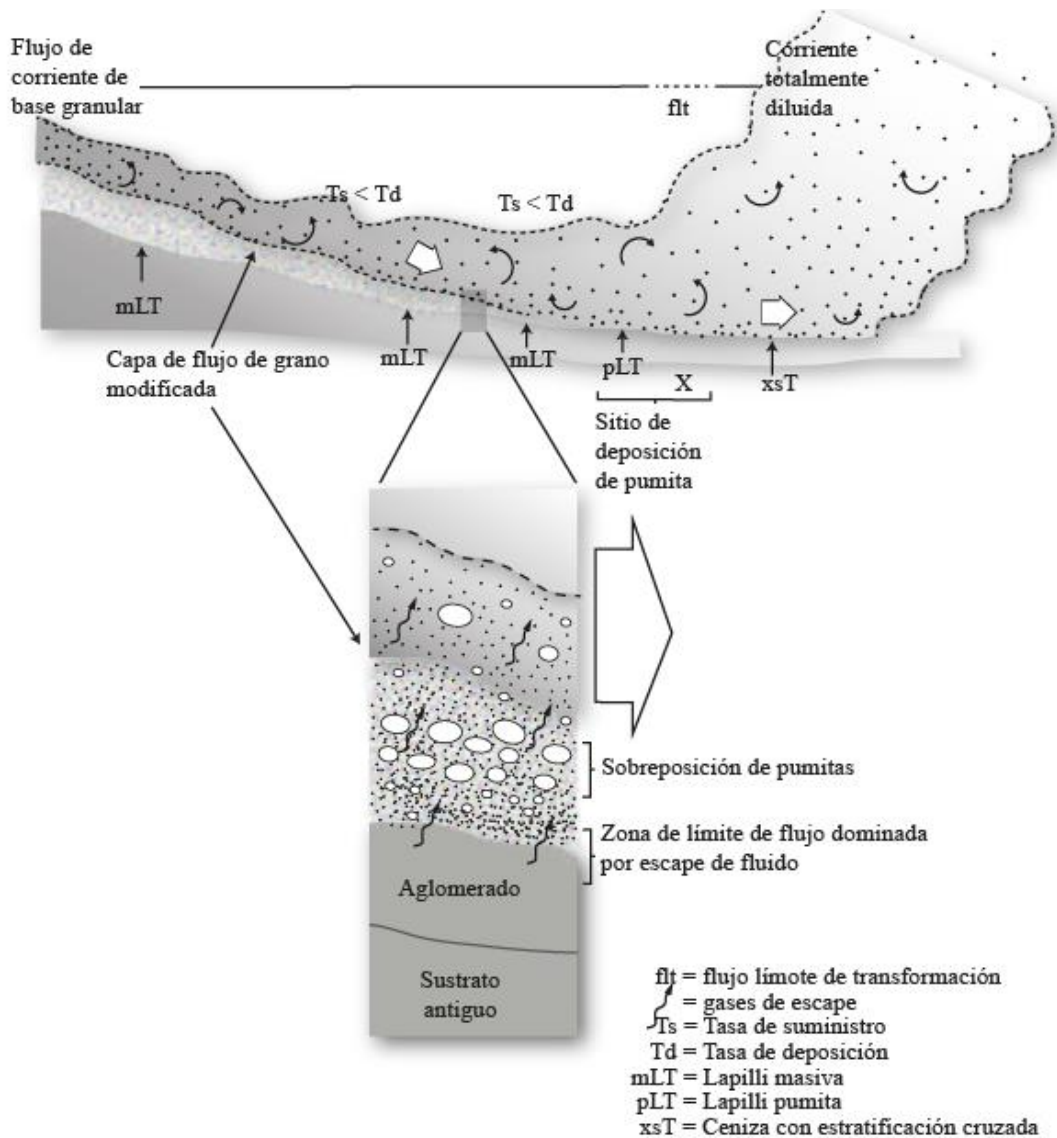 Flujo de
corriente de
base granular
Corriente
totalmente
diluida
flt
Ts < Td
Ts < Td
mLT
mLT
mLT
pLT
X
xsT
Capa de flujo de grano
modificada
Sitio de
deposición
de pumita
Sobreposición de pumitas
Zona de límite de flujo dominada
por escape de fluido
Aglomerado
Sustrato
antiguo
flt = flujo límote de transformación
= gases de escape
Ts = Tasa de suministro
Td = Tasa de deposición
mLT = Lapilli masiva
pLT = Lapilli pumita
xsT = Ceniza con estratificación cruzada